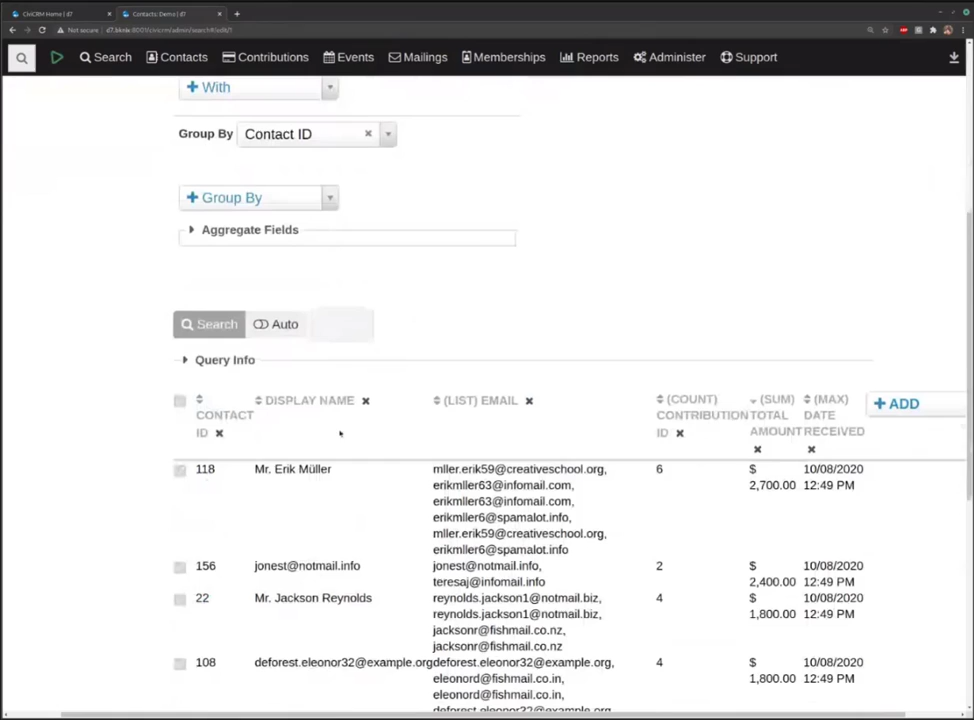 CiviCRM Home | d7
Contacts: Demo | d7
Not secure
Search Contacts Contributions Events Mailings Memberships Reports Administer Support
With
Group By Contact ID
Group By
Aggregate Fields
Search Auto
Query Info
CONTACT ID
DISPLAY NAME
(LIST) EMAIL
(COUNT) CONTRIBUTION ID
(SUM) TOTAL AMOUNT
(MAX) DATE RECEIVED
ADD
118 Mr. Erik Müller mller.erik59@creativeschool.org, 6 $ 10/08/2020
erikmller63@infomail.com, 2,700.00 12:49 PM
erikmller63@infomail.com,
erikmller6@spamalot.info,
mller.erik59@creativeschool.org,
erikmller6@spamalot.info
156 jonest@notmail.info jonest@notmail.info, 2 $ 10/08/2020
teresaj@infomail.info 2,400.00 12:49 PM
22 Mr. Jackson Reynolds reynolds.jackson1@notmail.biz, 4 $ 10/08/2020
reynolds.jackson1@notmail.biz, 1,800.00 12:49 PM
jacksonr@fishmail.co.nz,
jacksonr@fishmail.co.nz
108 deforest.eleonor32@example.org deforest.eleonor32@example.org, 4 $ 10/08/2020
eleonord@fishmail.co.in, 1,800.00 12:49 PM
eleonord@fishmail.co.in,
deforest.eleonor32@example.org